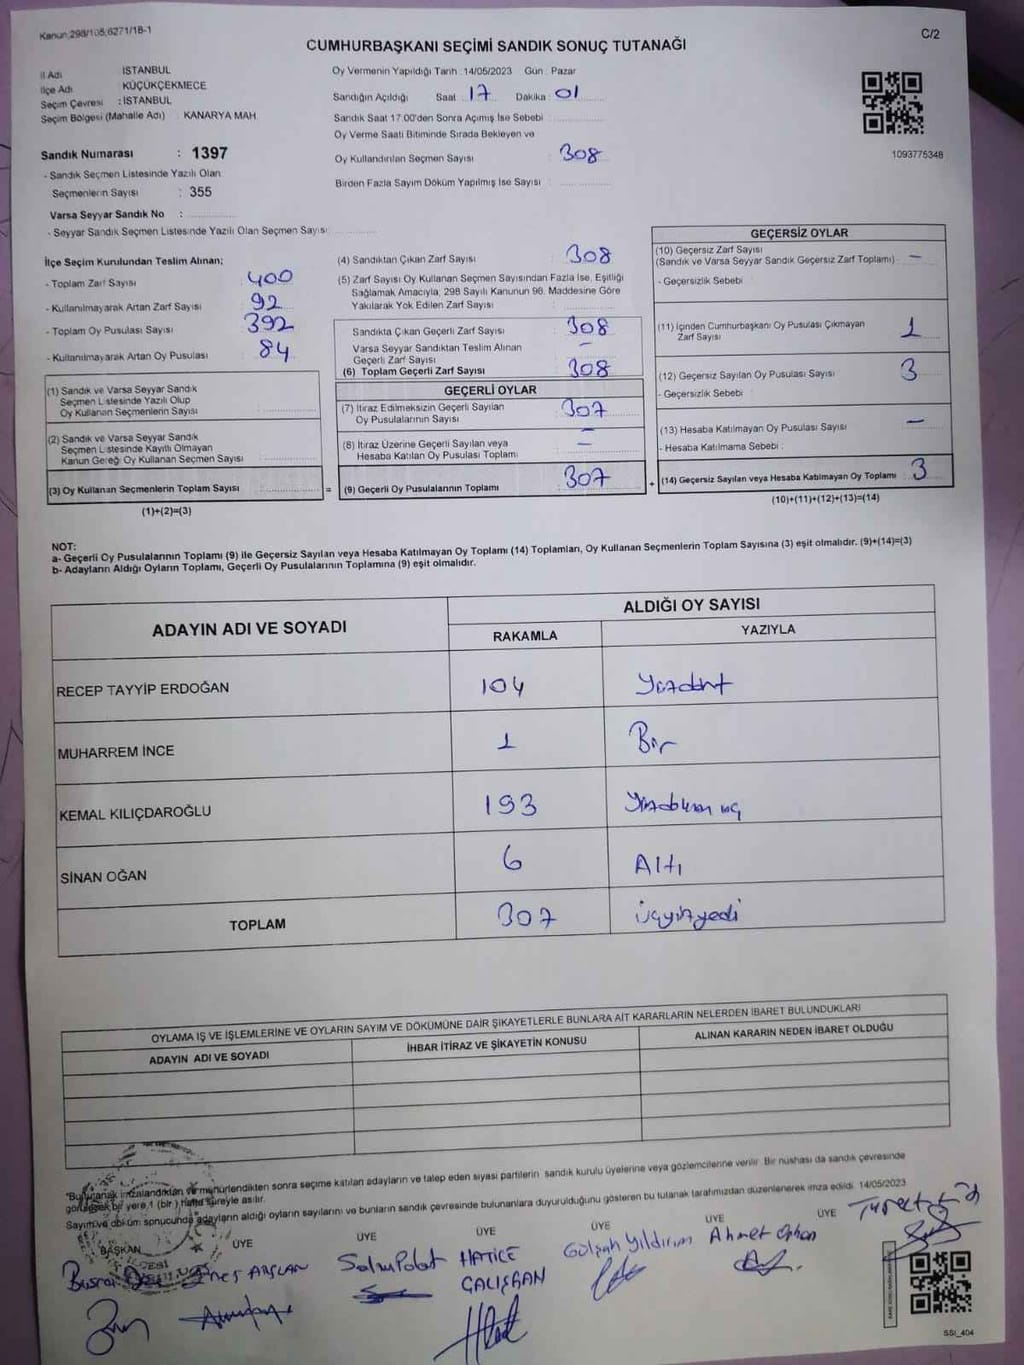 Kanun;298/105;6271/18-1
C/2
CUMHURBAŞKANI SEÇİMİ SANDIK SONUÇ TUTANAĞI
İl Adı İSTANBUL
İlçe Adı KÜÇÜKÇEKMECE
Seçim Çevresi : İSTANBUL
Seçim Bölgesi (Mahalle Adı) KANARYA MAH.
Sandık Numarası : 1397
- Sandık Seçmen Listesinde Yazılı Olan
Seçmenlerin Sayısı : 355
Varsa Seyyar Sandık No :
- Seyyar Sandık Seçmen Listesinde Yazılı Olan Seçmen Sayısı
Oy Vermenin Yapıldığı Tarih : 14/05/2023 Gün : Pazar
Sandığın Açıldığı Saat 17 Dakika : 01
Sandık Saat 17:00'den Sonra Açımış İse Sebebi
Oy Verme Saati Bitiminde Sırada Bekleyen ve
Oy Kullandırılan Seçmen Sayısı : 308
Birden Fazla Sayım Döküm Yapılmış İse Sayısı
1093775348
İlçe Seçim Kurulundan Teslim Alınan;
- Toplam Zarf Sayısı 400
- Kullanılmayarak Artan Zarf Sayısı 92
- Toplam Oy Pusulası Sayısı 392
- Kullanılmayarak Artan Oy Pusulası 84
(1) Sandık ve Varsa Seyyar Sandık
Seçmen Listesinde Yazılı Olup
Oy Kullanan Seçmenlerin Sayısı
(2) Sandık ve Varsa Seyyar Sandık
Seçmen Listesinde Kayıtlı Olmayan
Kanun Gereği Oy Kullanan Seçmen Sayısı
(3) Oy Kullanan Seçmenlerin Toplam Sayısı
(1)+(2)=(3)
(4) Sandıktan Çıkan Zarf Sayısı : 308
(5) Zarf Sayısı Oy Kullanan Seçmen Sayısından Fazla İse, Eşitliği
Sağlamak Amacıyla, 298 Sayılı Kanunun 98. Maddesine Göre
Yakılarak Yok Edilen Zarf Sayısı
Sandıkta Çıkan Geçerli Zarf Sayısı : 308
Varsa Seyyar Sandıktan Teslim Alınan
Geçerli Zarf Sayısı : -
(6) Toplam Geçerli Zarf Sayısı 308
GEÇERLİ OYLAR
(7) İtiraz Edilmeksizin Geçerli Sayılan
Oy Pusulalarının Sayısı 307
(8) İtiraz Üzerine Geçerli Sayılan veya
Hesaba Katılan Oy Pusulası Toplamı -
= (9) Geçerli Oy Pusulalarının Toplamı 307
GEÇERSİZ OYLAR
(10) Geçersiz Zarf Sayısı
(Sandık ve Varsa Seyyar Sandık Geçersiz Zarf Toplamı) -
- Geçersizlik Sebebi
(11) İçinden Cumhurbaşkanı Oy Pusulası Çıkmayan
Zarf Sayısı 1
(12) Geçersiz Sayılan Oy Pusulası Sayısı 3
- Geçersizlik Sebebi
(13) Hesaba Katılmayan Oy Pusulası Sayısı -
- Hesaba Katılmama Sebebi :
+ (14) Geçersiz Sayılan veya Hesaba Katılmayan Oy Toplamı 3
(10)+(11)+(12)+(13)=(14)
NOT:
a- Geçerli Oy Pusulalarının Toplamı (9) ile Geçersiz Sayılan veya Hesaba Katılmayan Oy Toplamı (14) Toplamları, Oy Kullanan Seçmenlerin Toplam Sayısına (3) eşit olmalıdır. (9)+(14)=(3)
b- Adayların Aldığı Oyların Toplamı, Geçerli Oy Pusulalarının Toplamına (9) eşit olmalıdır.
ADAYIN ADI VE SOYADI
ALDIĞI OY SAYISI
RAKAMLA YAZIYLA
RECEP TAYYİP ERDOĞAN 104 Yüzdört
MUHARREM İNCE 1 Bir
KEMAL KILIÇDAROĞLU 193
SİNAN OĞAN 6 Altı
TOPLAM 307 üçyüzyedi
OYLAMA İŞ VE İŞLEMLERİNE VE OYLARIN SAYIM VE DÖKÜMÜNE DAİR ŞİKAYETLERLE BUNLARA AİT KARARLARIN NELERDEN İBARET BULUNDUKLARI
ADAYIN ADI VE SOYADI İHBAR İTİRAZ VE ŞİKAYETİN KONUSU ALINAN KARARIN NEDEN İBARET OLDUĞU
"Bu tutanak imzalandıktan ve mühürlendikten sonra seçime katılan adayların ve talep eden siyasi partilerin sandık kurulu üyelerine veya gözlemcilerine verilir. Bir nüshası da sandık çevresinde
görülecek bir yere 1 (bir) hafta süreyle asılır.
Sayım ve döküm sonucunda adayların aldığı oyların sayılarını ve bunların sandık çevresinde bulunanlara duyurulduğunu gösteren bu tutanak tarafımızdan düzenlenerek imza edildi. 14/05/2023
BAŞKAN ÜYE ÜYE ÜYE ÜYE ÜYE ÜYE
ARSLAN Polat HATİCE ÇALIŞKAN Gülşah Yıldırım Ahmet
SSI_404